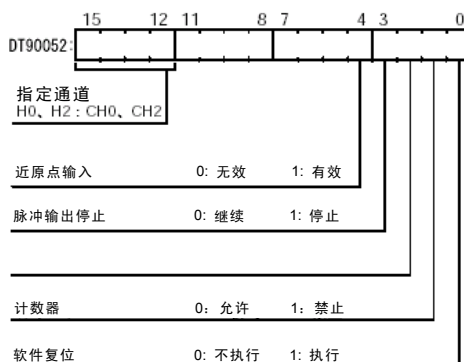 15 12 11 8 7 4 3 0
DT90052:
指定通道
H0、H2：CH0、CH2
近原点输入 0: 无效 1: 有效
脉冲输出停止 0: 继续 1: 停止
计数器 0: 允许 1: 禁止
软件复位 0: 不执行 1: 执行